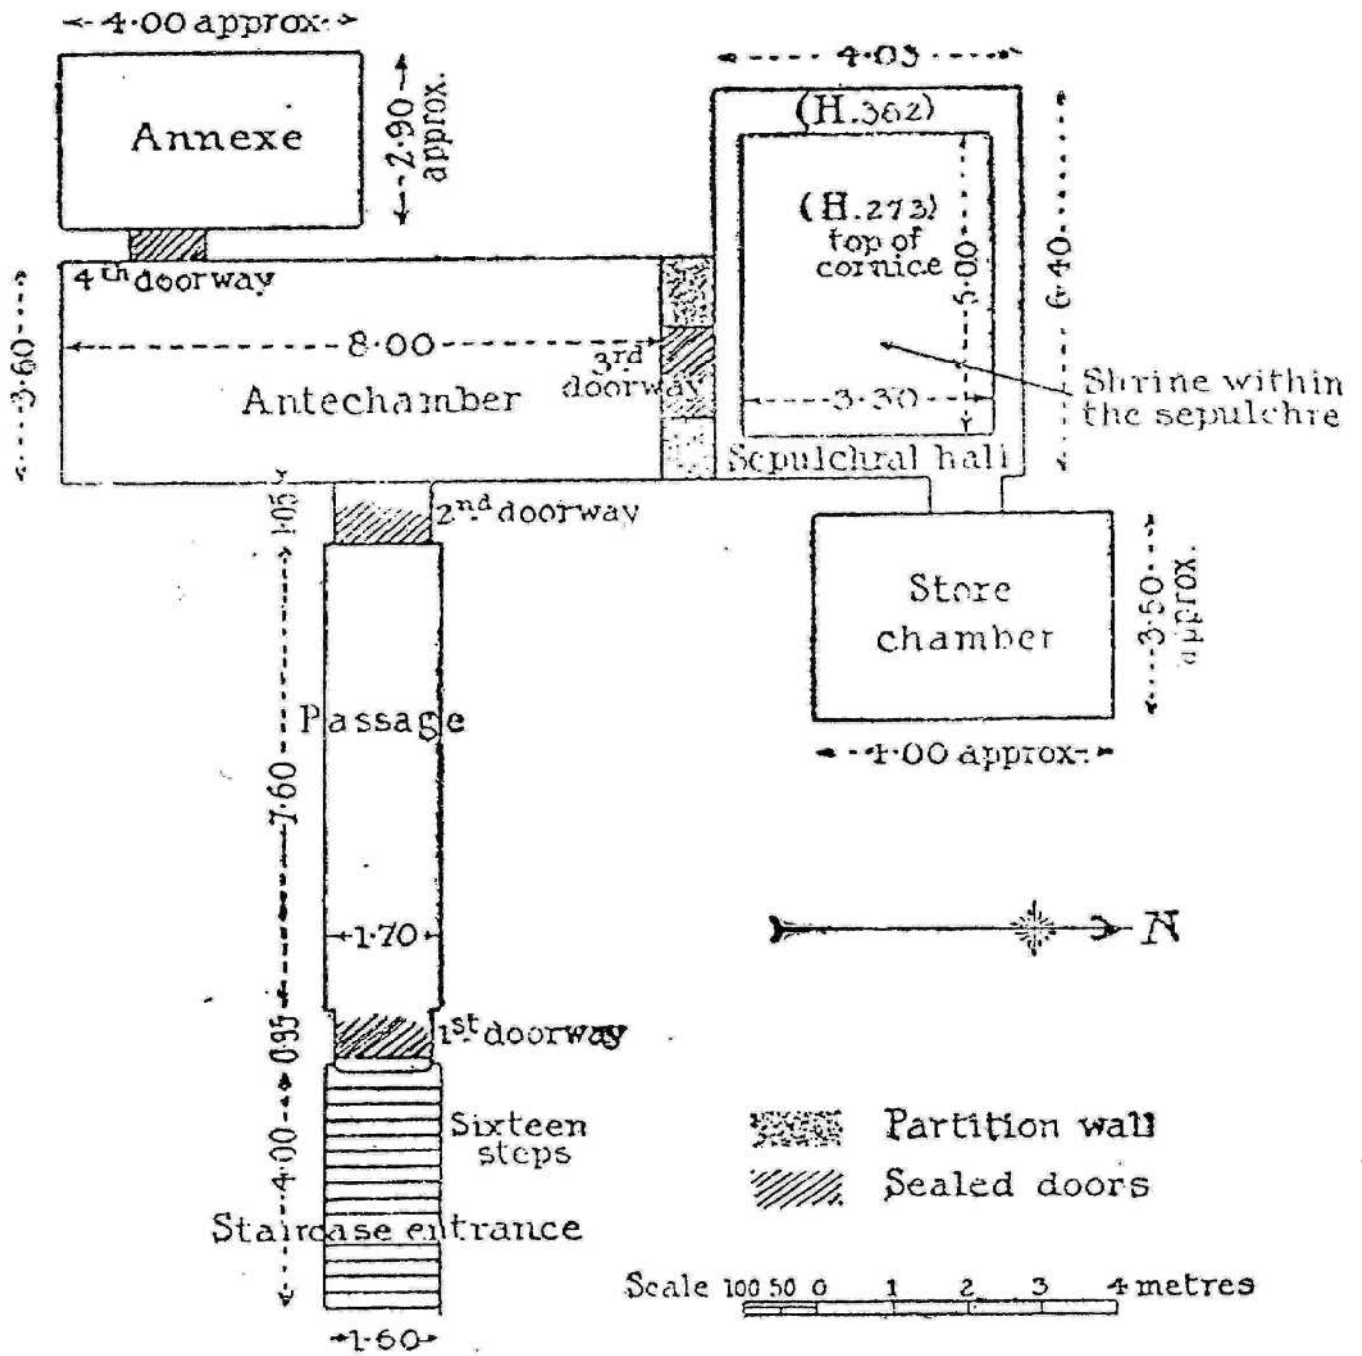 4·00 approx.
Annexe
2·90
approx.
4·03
(H.362)
(H.273)
top of
cornice
5·00
6·40
3·30
Shrine within
the sepulchre
Sepulchral hall
4th doorway
3·60
8·00
3rd
doorway
Antechamber
1·05
2nd doorway
Store
chamber
3·50
approx.
4·00 approx.
Passage
7·60
1·70
N
0·95
1st doorway
Sixteen
steps
4·00
Staircase entrance
1·60
Partition wall
Sealed doors
Scale 100 50 0 1 2 3 4 metres